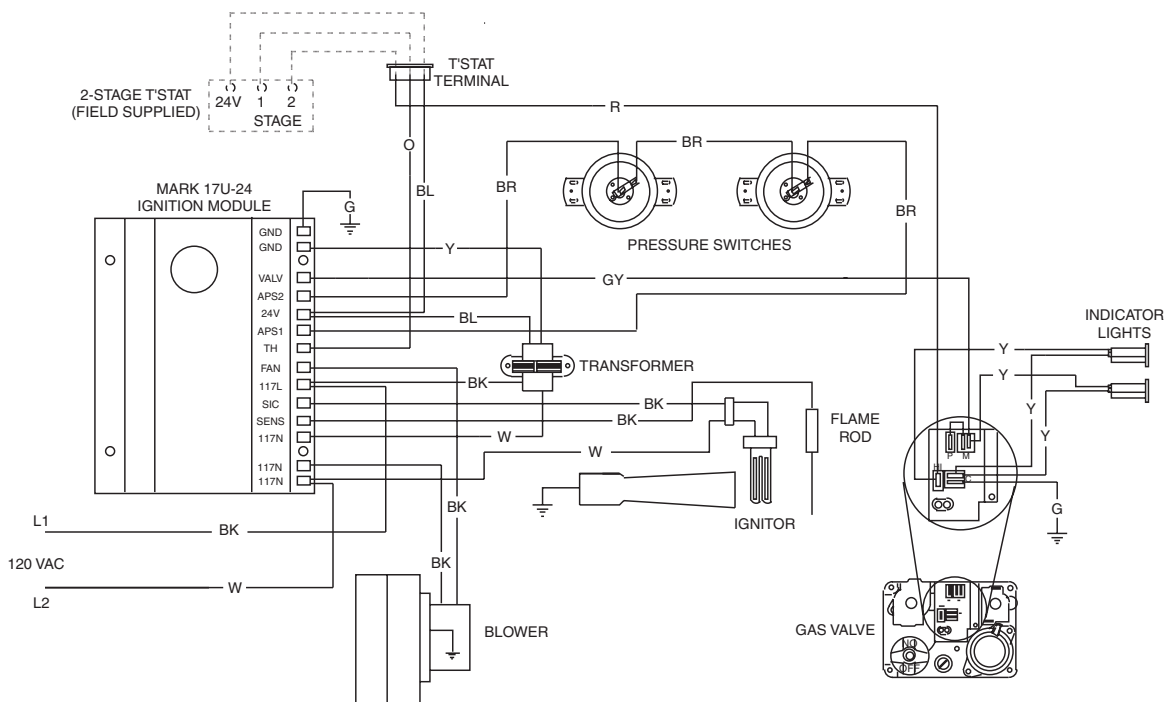 T'STAT
TERMINAL
2-STAGE T'STAT
(FIELD SUPPLIED)
24V 1 2
STAGE
R
O
BL
BR
BR
BR
MARK 17U-24
IGNITION MODULE
G
PRESSURE SWITCHES
GND
GND
VALV
APS2
24V
APS1
TH
FAN
117L
SIC
SENS
117N
117N
117N
Y
GY
BL
TRANSFORMER
BK
BK
BK
W
W
FLAME
ROD
IGNITOR
INDICATOR
LIGHTS
Y
Y
Y
Y
P M
HI
C
G
L1
BK
120 VAC
W
L2
BK
BK
BLOWER
GAS VALVE
NO
OFF